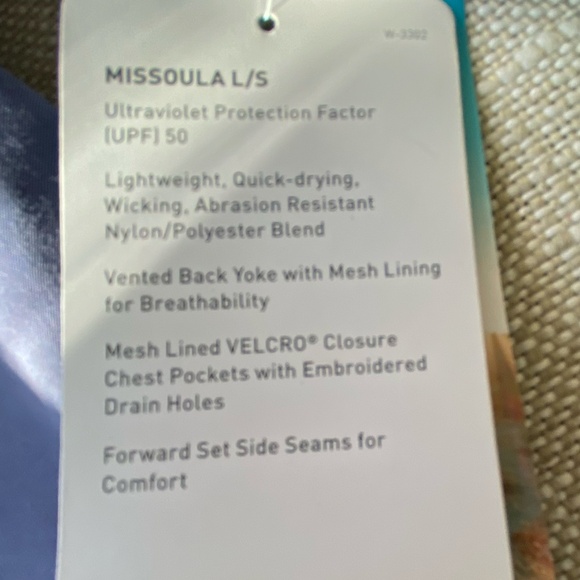 W-3302
MISSOULA L/S
Ultraviolet Protection Factor
(UPF) 50
Lightweight, Quick-drying,
Wicking, Abrasion Resistant
Nylon/Polyester Blend
Vented Back Yoke with Mesh Lining
for Breathability
Mesh Lined VELCRO® Closure
Chest Pockets with Embroidered
Drain Holes
Forward Set Side Seams for
Comfort